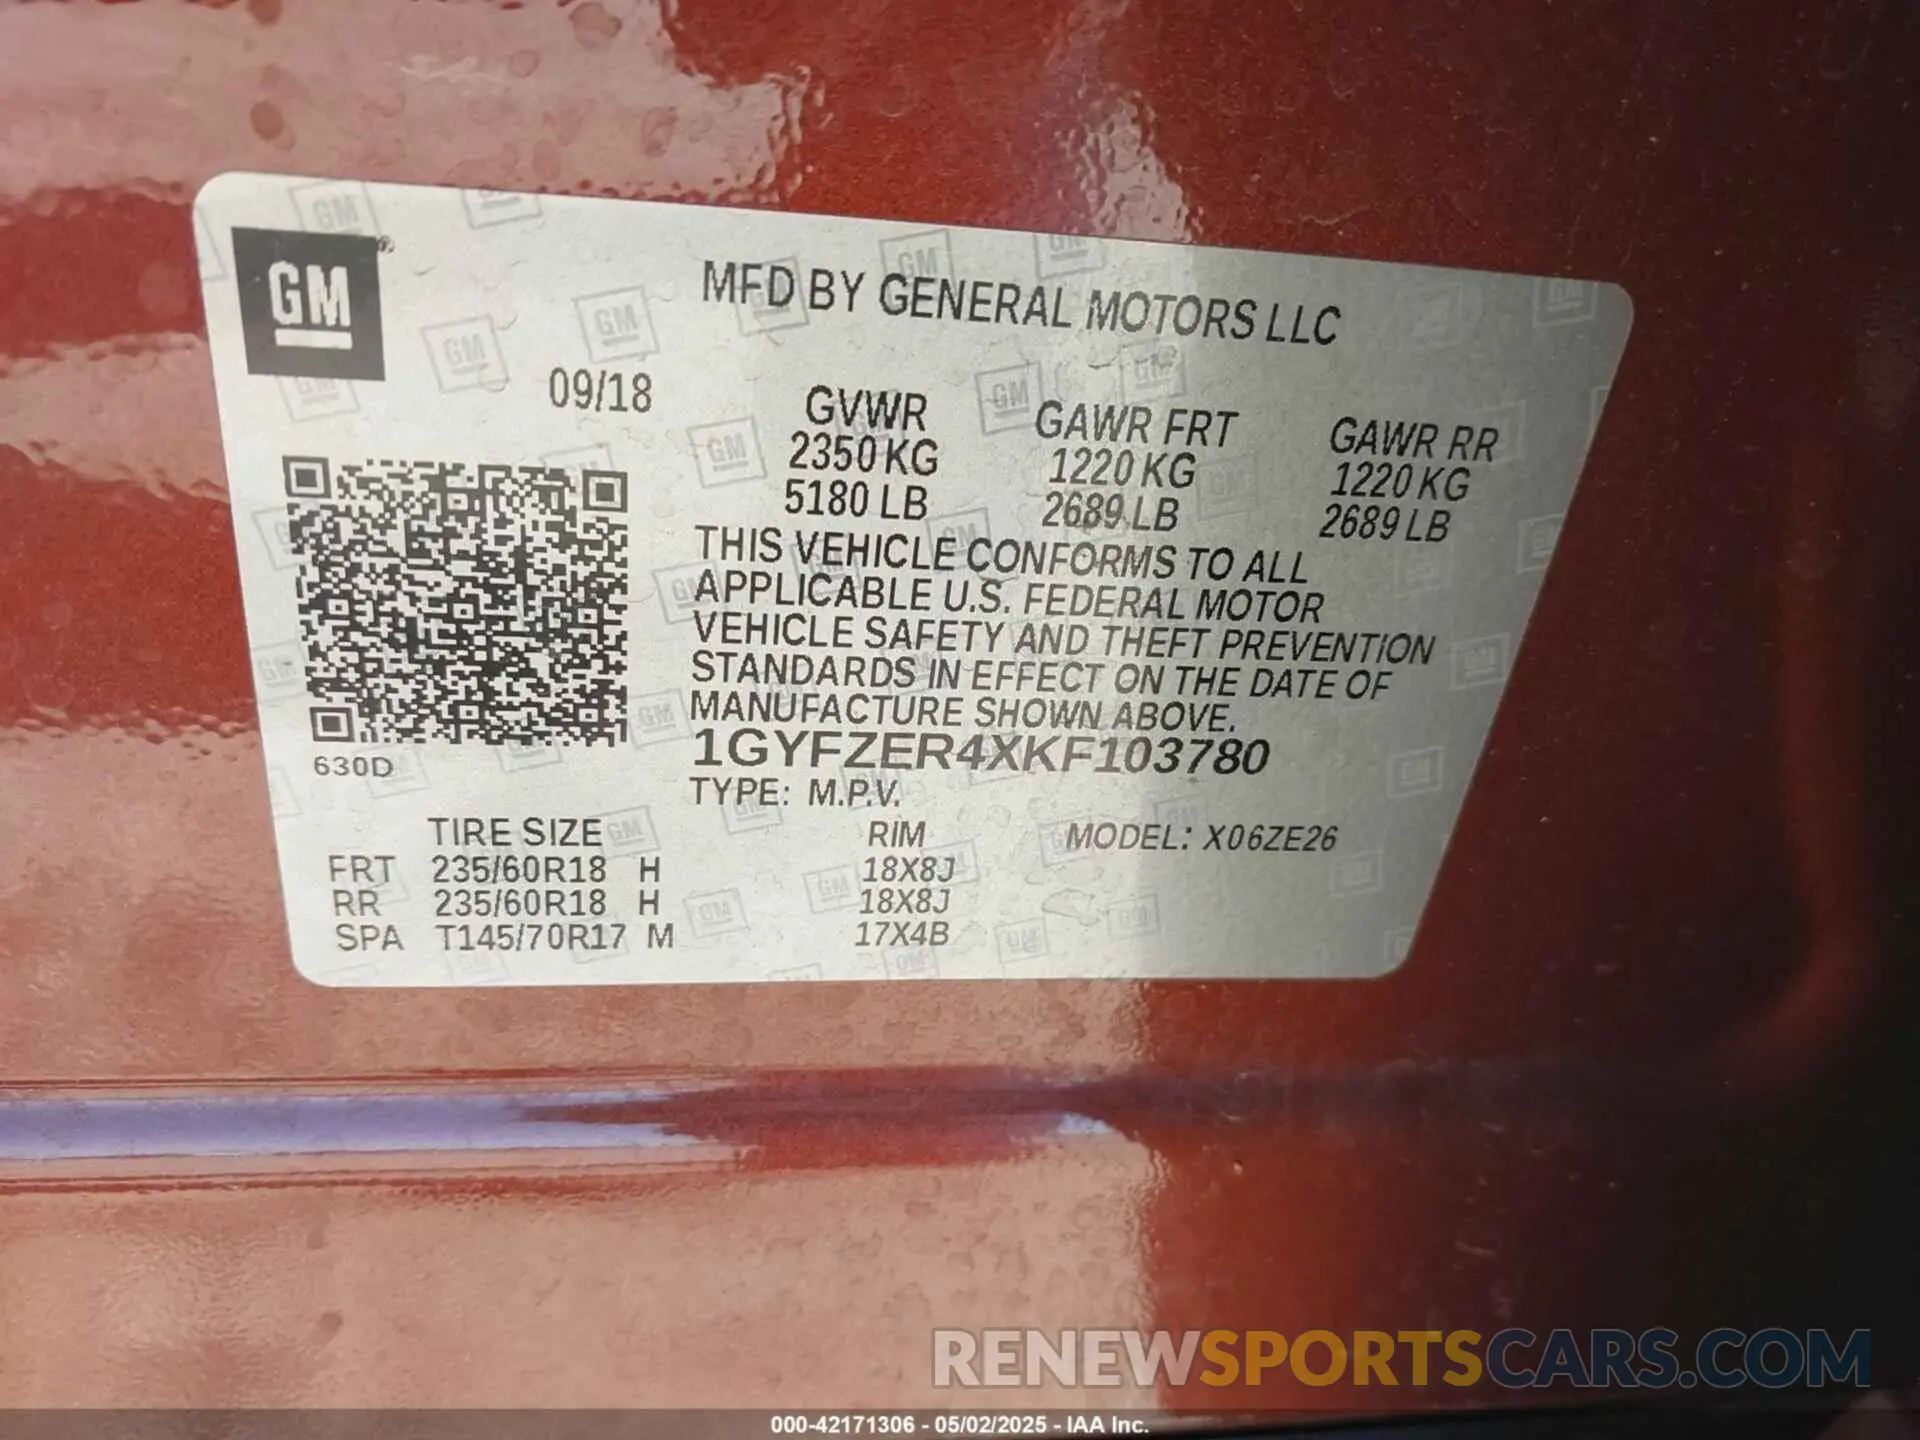 GM®
MFD BY GENERAL MOTORS LLC
09/18
GVWR GAWR FRT GAWR RR
2350 KG 1220 KG 1220 KG
5180 LB 2689 LB 2689 LB
THIS VEHICLE CONFORMS TO ALL
APPLICABLE U.S. FEDERAL MOTOR
VEHICLE SAFETY AND THEFT PREVENTION
STANDARDS IN EFFECT ON THE DATE OF
MANUFACTURE SHOWN ABOVE.
1GYFZER4XKF103780
630D
TYPE: M.P.V.
TIRE SIZE RIM MODEL: X06ZE26
FRT 235/60R18 H 18X8J
RR 235/60R18 H 18X8J
SPA T145/70R17 M 17X4B
RENEWSPORTSCARS.COM
000-42171306 - 05/02/2025 - IAA Inc.